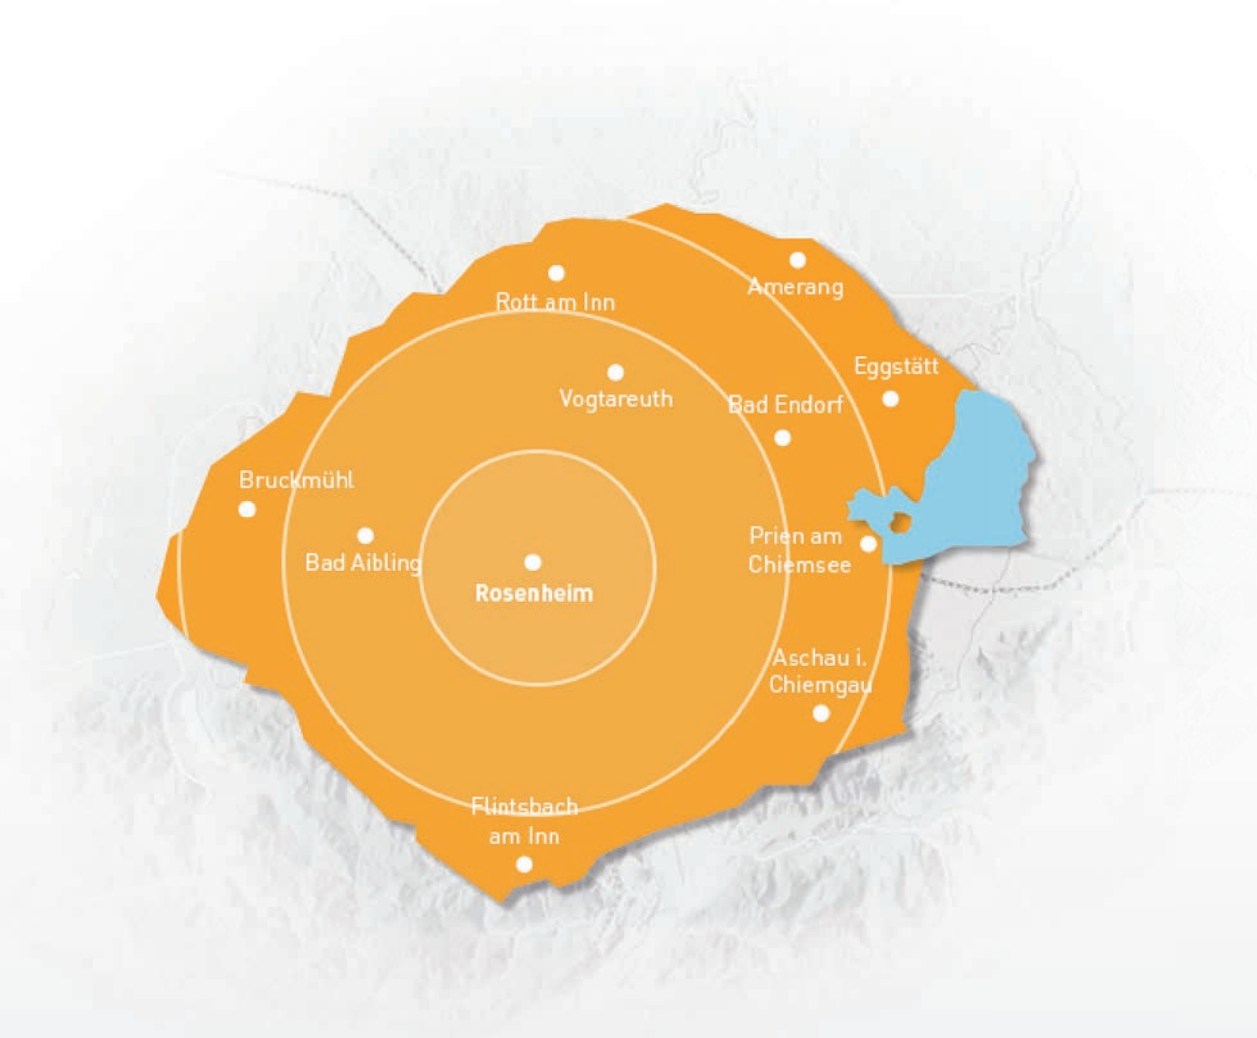 Rott am Inn
Amerang
Eggstätt
Vogtareuth
Bad Endorf
Bruckmühl
Bad Aibling
Rosenheim
Prien am
Chiemsee
Aschau i.
Chiemgau
Flintsbach
am Inn